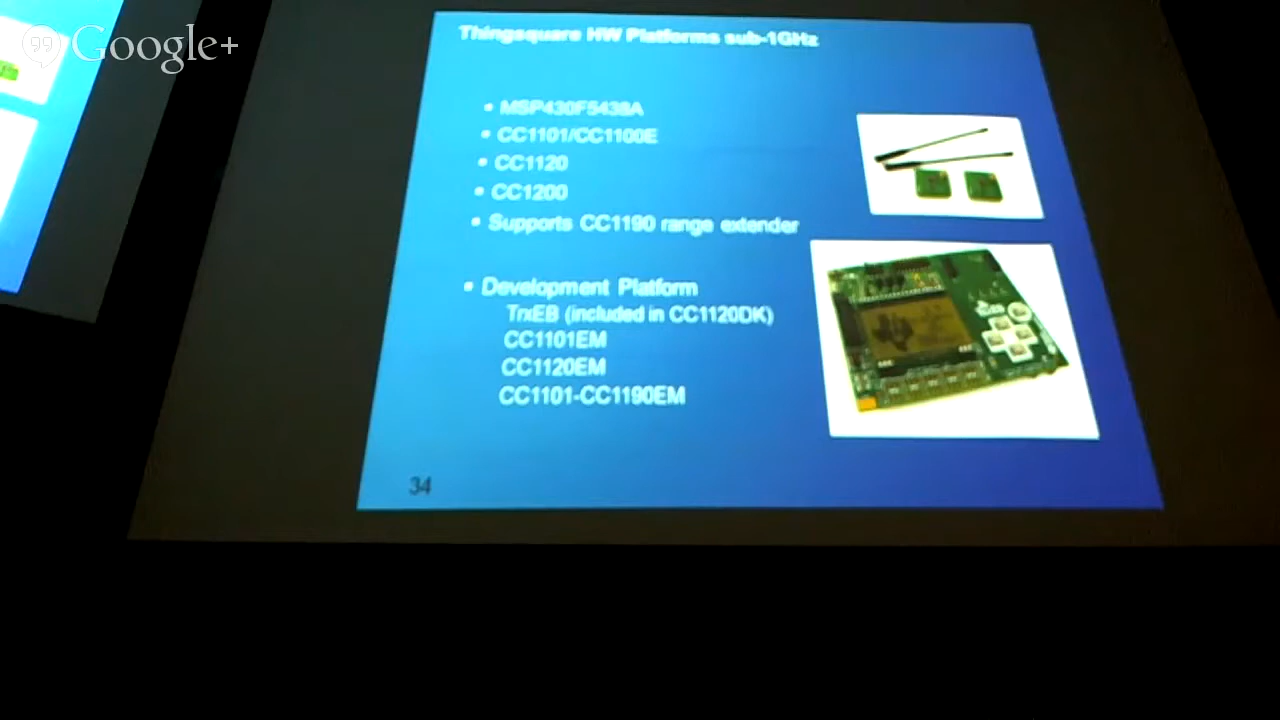 Google+
Thingsquare HW Platforms sub-1GHz
• MSP430F5438A
• CC1101/CC1100E
• CC1120
• CC1200
• Supports CC1190 range extender
• Development Platform
TrxEB (included in CC1120DK)
CC1101EM
CC1120EM
CC1101-CC1190EM
34